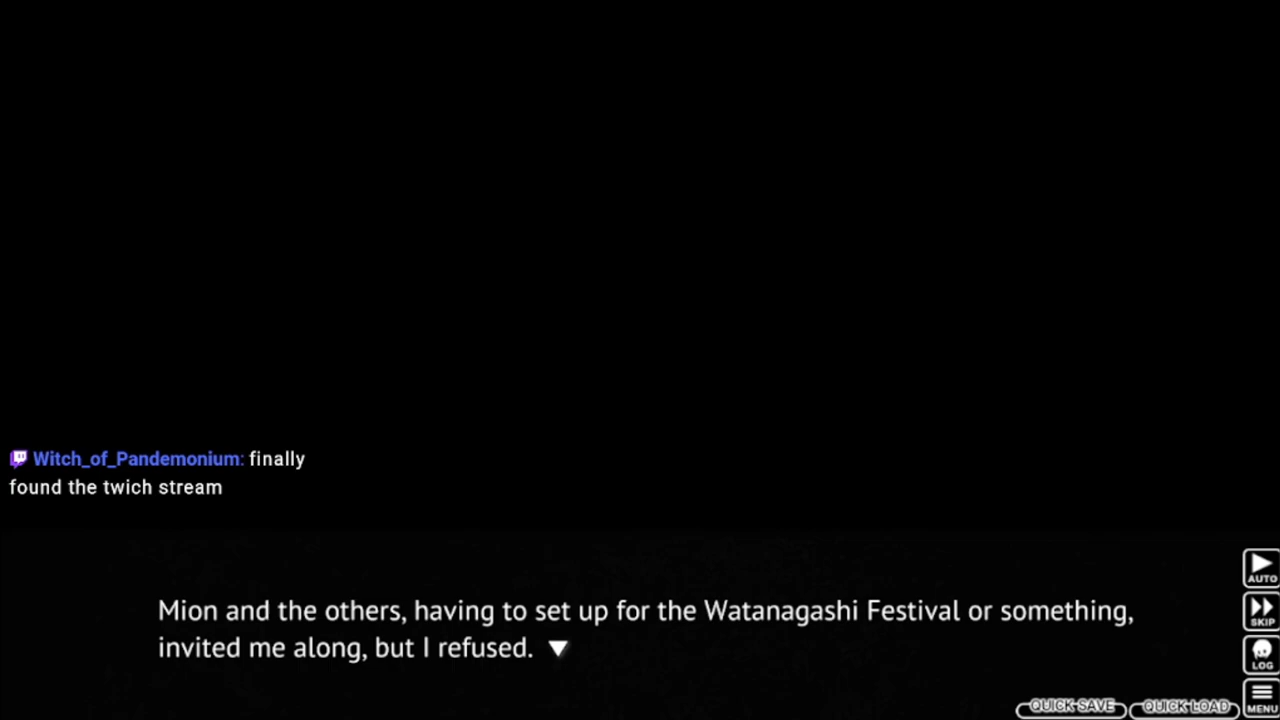 Witch_of_Pandemonium: finally
found the twich stream
Mion and the others, having to set up for the Watanagashi Festival or something,
invited me along, but I refused.
AUTO
SKIP
LOG
MENU
QUICK SAVE
QUICK LOAD